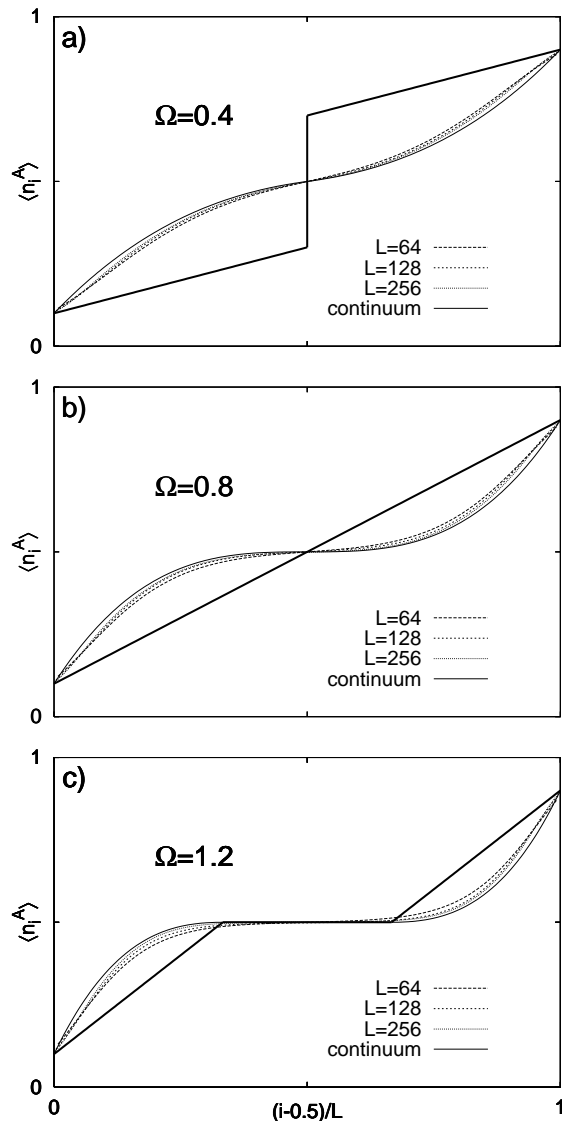 1
a)
Ω=0.4
⟨n_i^A⟩
L=64
L=128
L=256
continuum
0
1
b)
Ω=0.8
⟨n_i^A⟩
L=64
L=128
L=256
continuum
0
1
c)
Ω=1.2
⟨n_i^A⟩
L=64
L=128
L=256
continuum
0
0 (i-0.5)/L 1